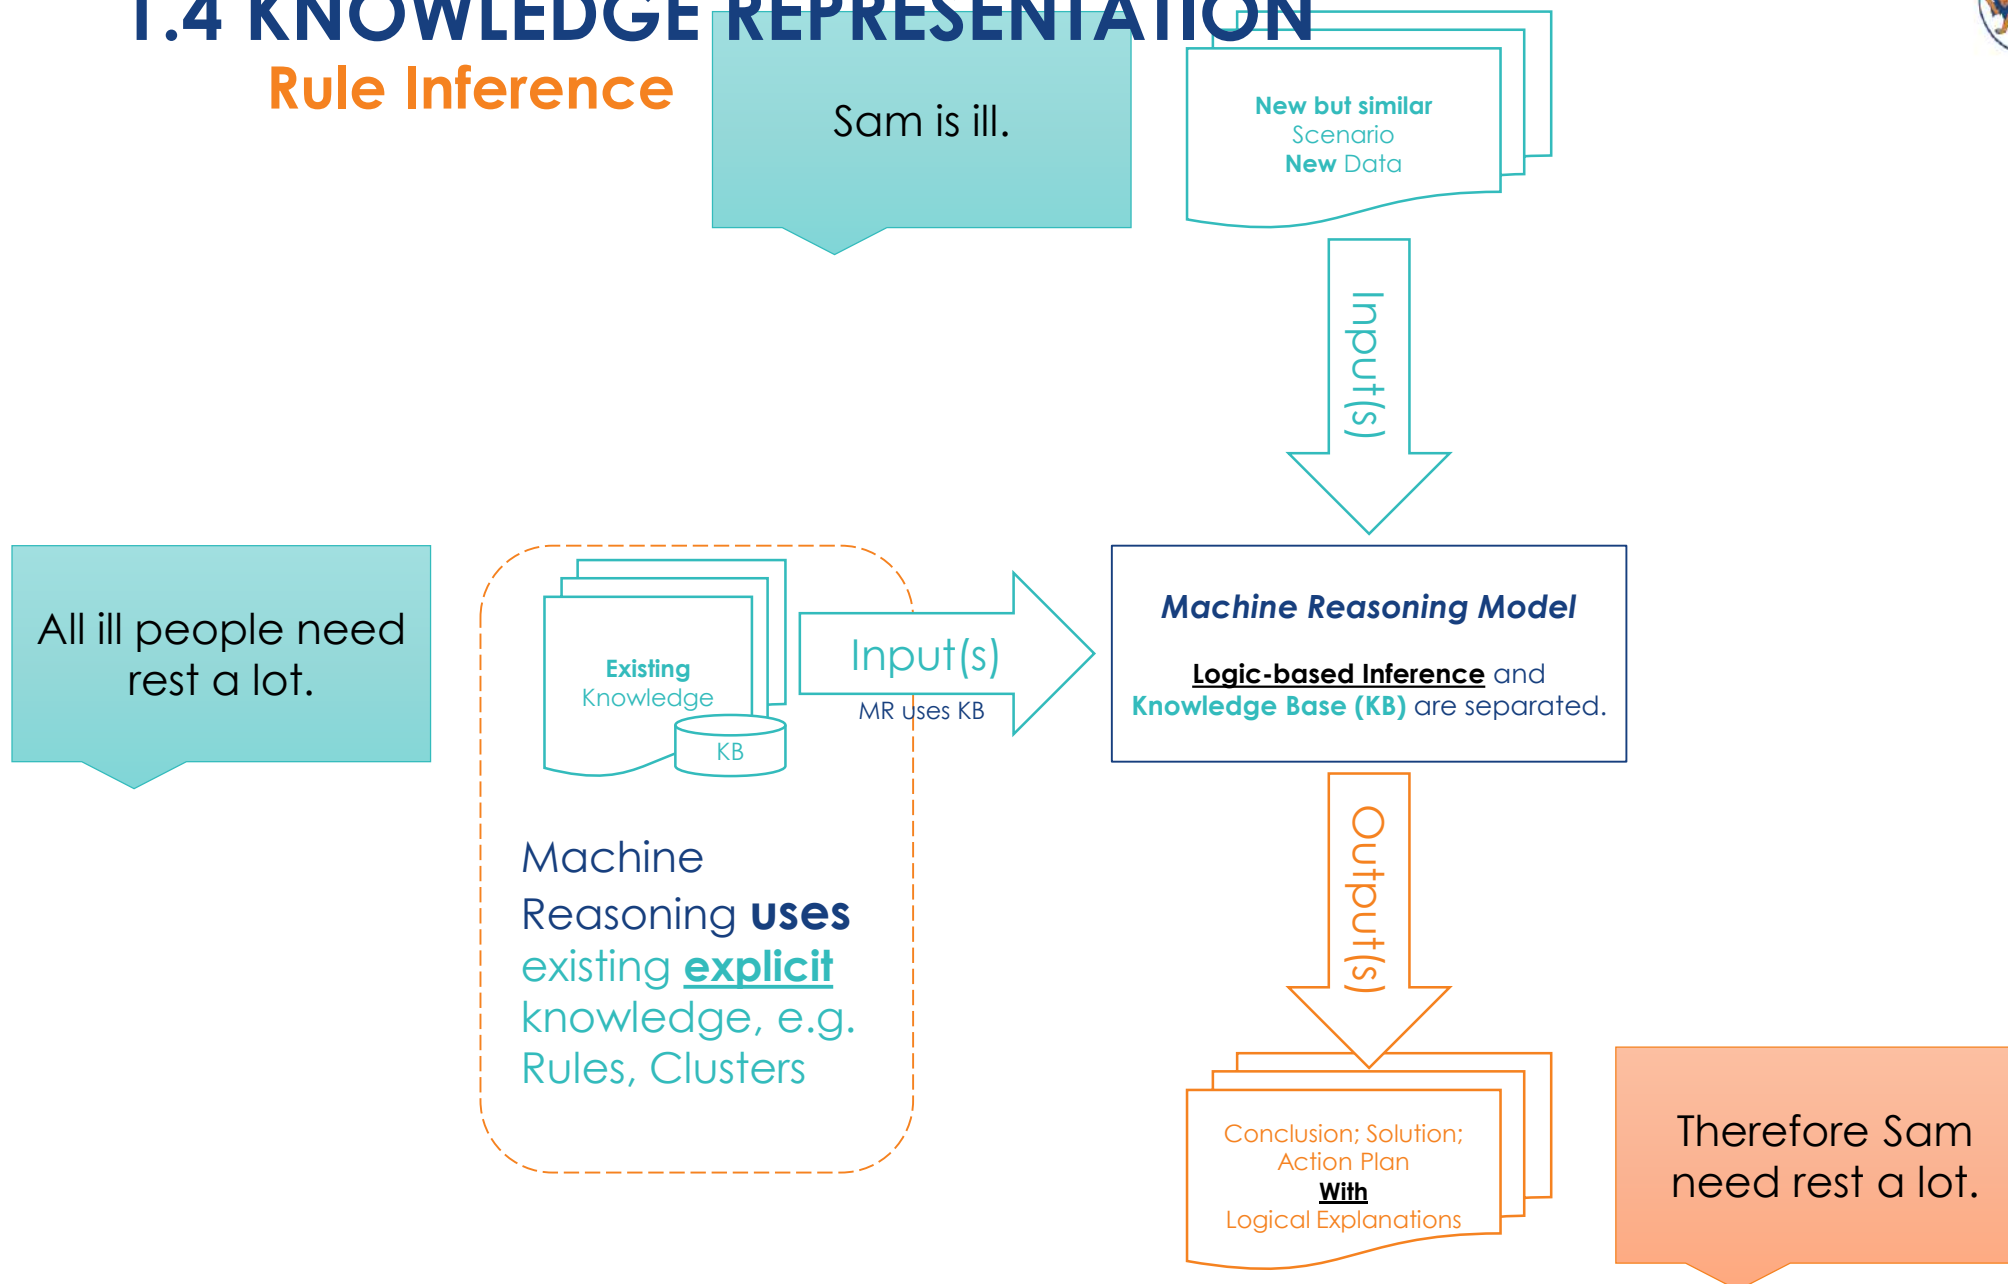 1.4 KNOWLEDGE REPRESENTATION
Rule Inference
Sam is ill.
New but similar
Scenario
New Data
Input(s)
All ill people need
rest a lot.
Existing
Knowledge
KB
Input(s)
MR uses KB
Machine Reasoning Model
Logic-based Inference and
Knowledge Base (KB) are separated.
Machine
Reasoning uses
existing explicit
knowledge, e.g.
Rules, Clusters
Output(s)
Conclusion; Solution;
Action Plan
With
Logical Explanations
Therefore Sam
need rest a lot.